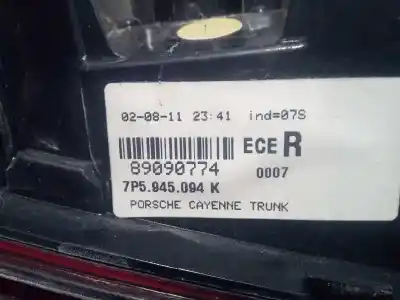 02-08-11 23:41 ind=07S
ECE R
89090774 0007
7P5.945.094 K
PORSCHE CAYENNE TRUNK